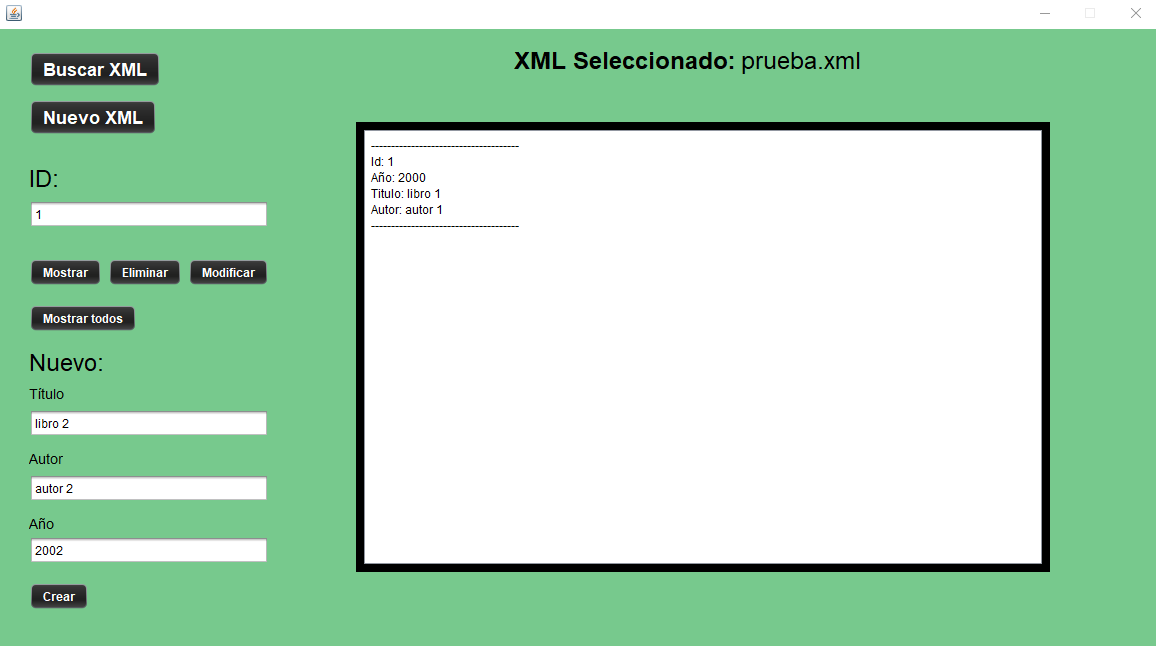 Buscar XML
Nuevo XML
ID:
1
Mostrar Eliminar Modificar
Mostrar todos
Nuevo:
Título
libro 2
Autor
autor 2
Año
2002
Crear
XML Seleccionado: prueba.xml
-------------------------------------
Id: 1
Año: 2000
Titulo: libro 1
Autor: autor 1
-------------------------------------